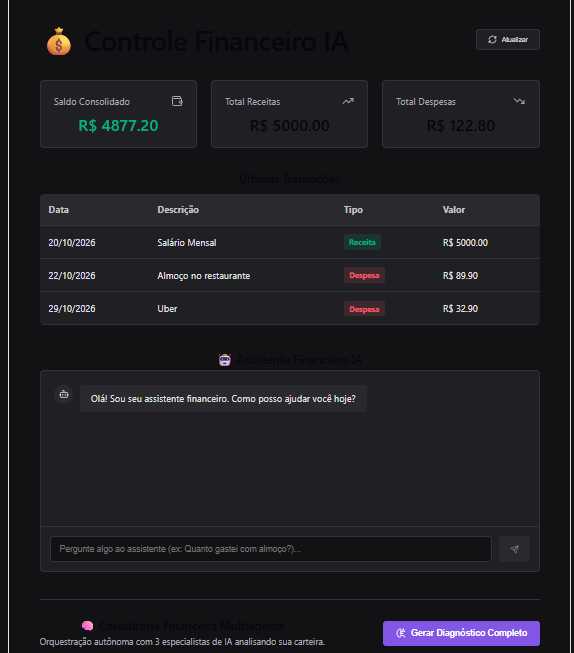 Controle Financeiro IA
Atualizar
Saldo Consolidado
R$ 4877.20
Total Receitas
R$ 5000.00
Total Despesas
R$ 122.80
Últimas Transações
Data Descrição Tipo Valor
20/10/2026 Salário Mensal Receita R$ 5000.00
22/10/2026 Almoço no restaurante Despesa R$ 89.90
29/10/2026 Uber Despesa R$ 32.90
Assistente Financeiro IA
Olá! Sou seu assistente financeiro. Como posso ajudar você hoje?
Pergunte algo ao assistente (ex: Quanto gastei com almoço?)...
Consultoria Financeira Multiagente
Orquestração autônoma com 3 especialistas de IA analisando sua carteira.
Gerar Diagnóstico Completo